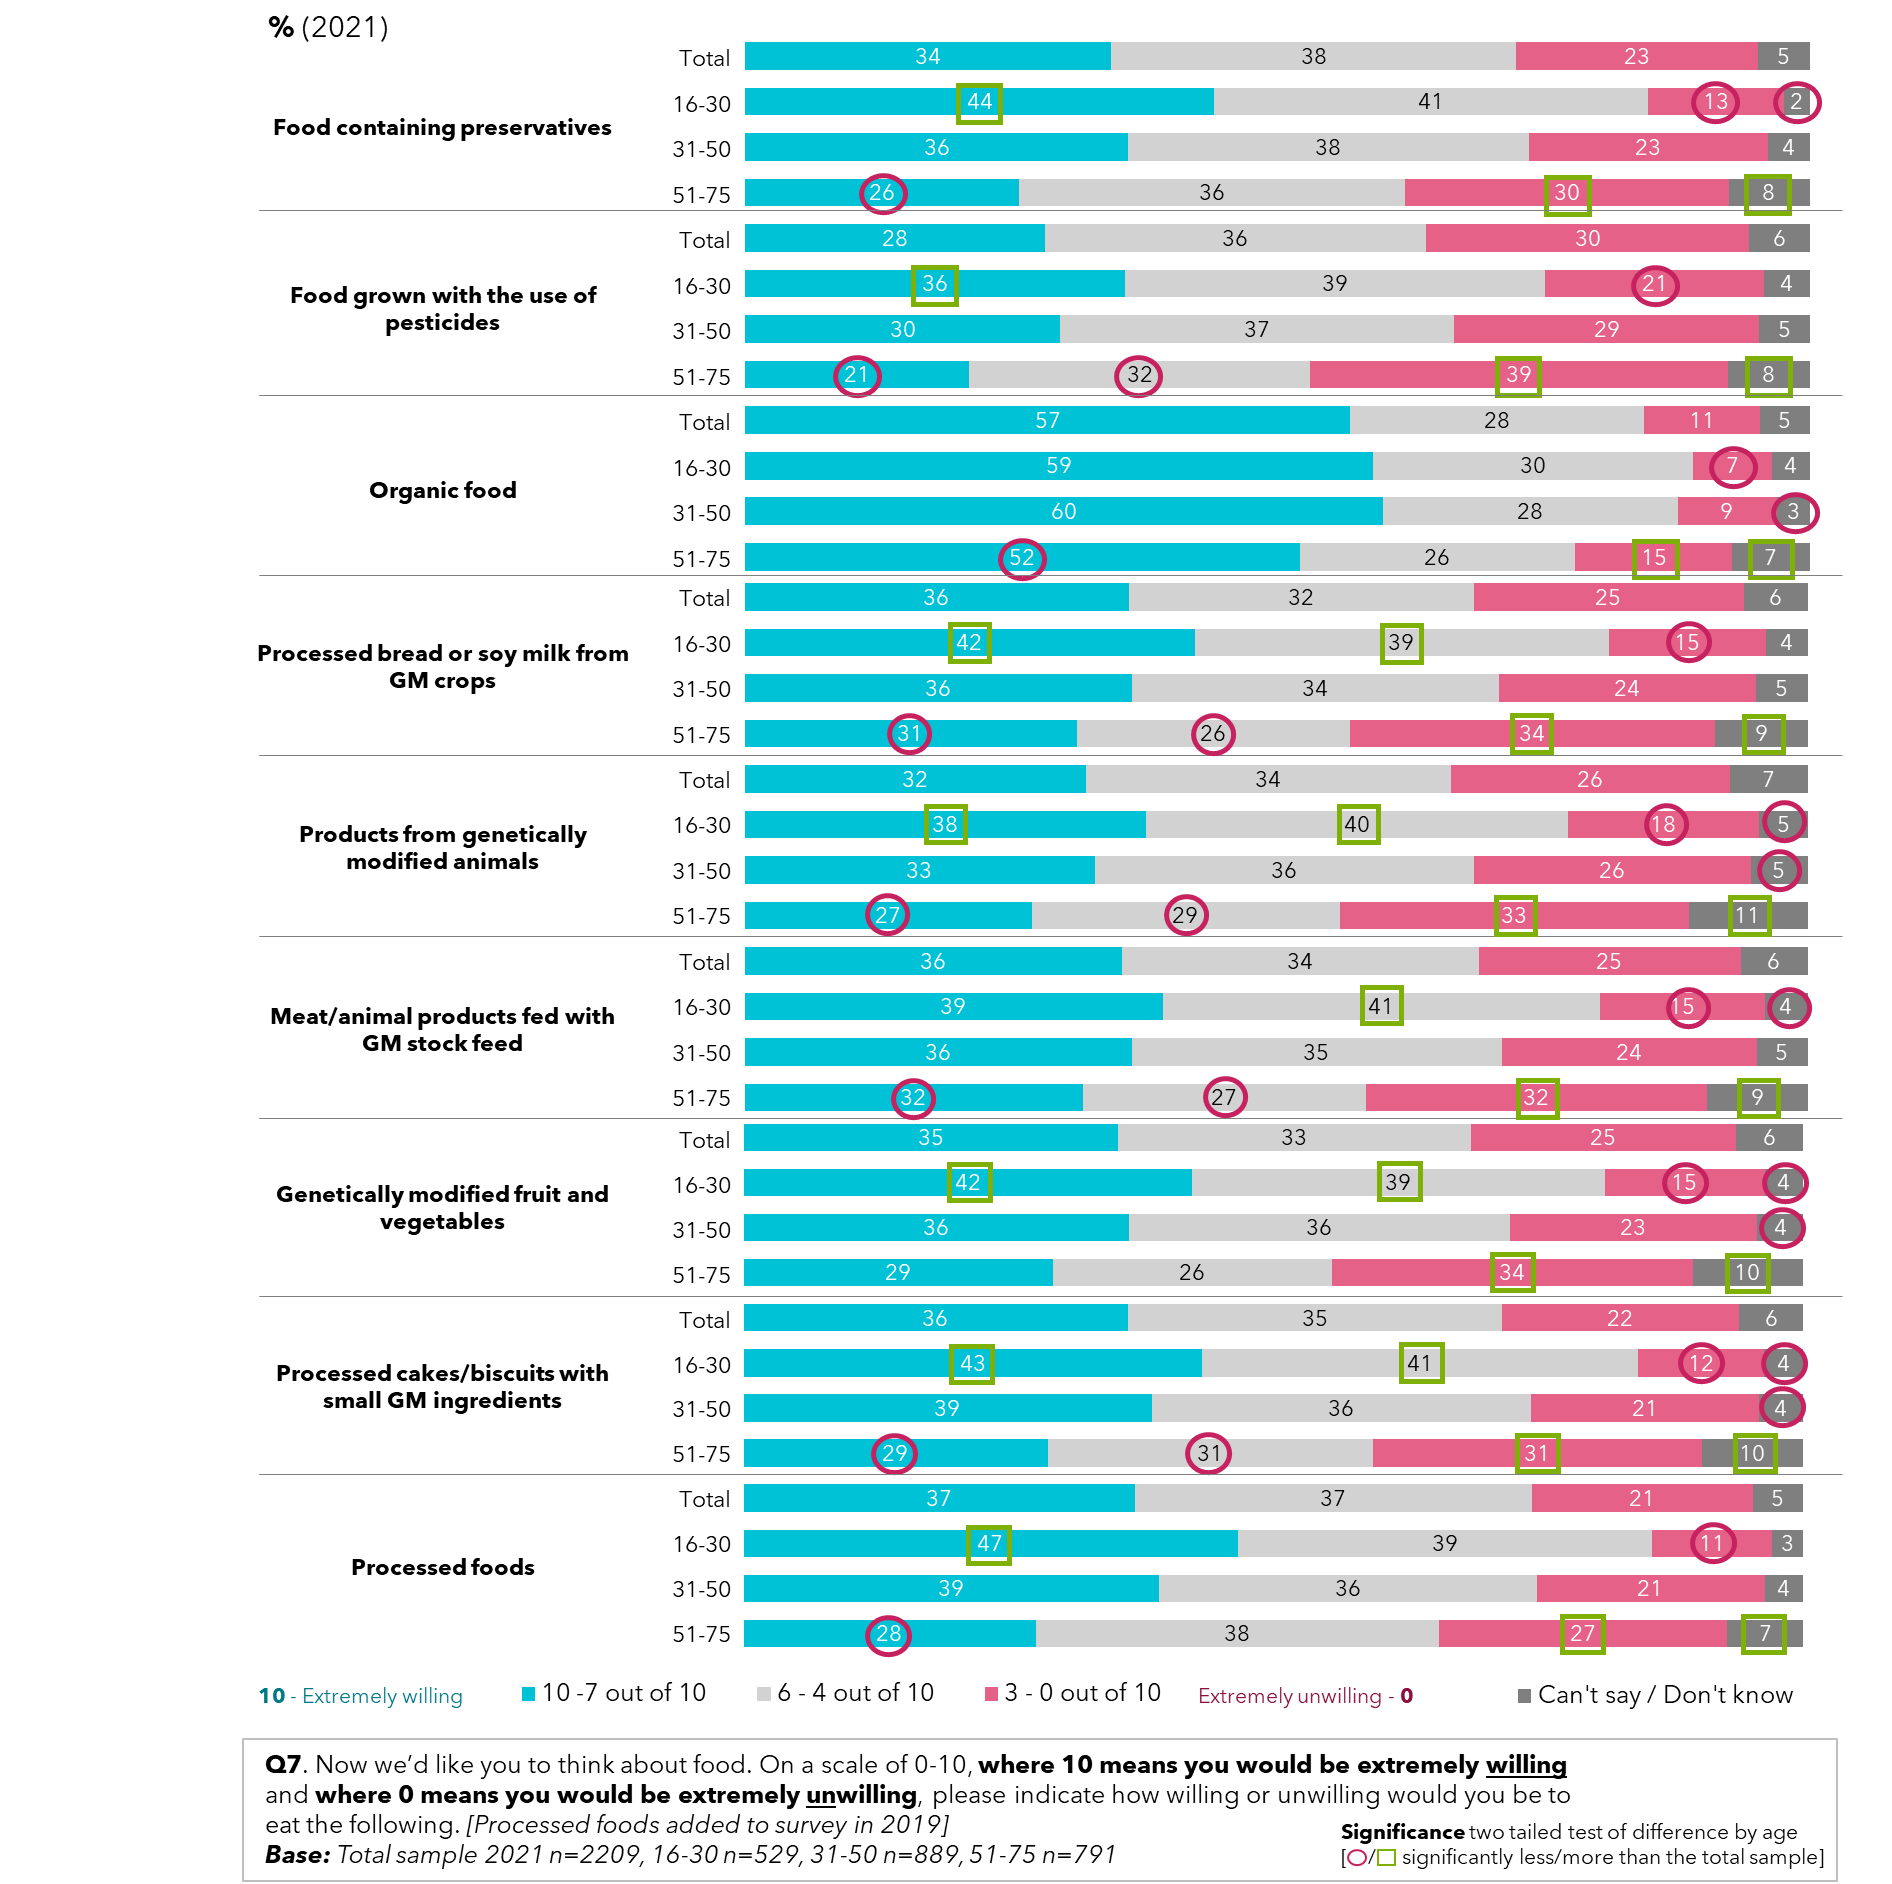 % (2021)
Total 34 38 23 5
16-30 44 41 13 2
Food containing preservatives
31-50 36 38 23 4
51-75 26 36 30 8
Total 28 36 30 6
16-30 36 39 21 4
Food grown with the use of
pesticides
31-50 30 37 29 5
51-75 21 32 39 8
Total 57 28 11 5
16-30 59 30 7 4
Organic food
31-50 60 28 9 3
51-75 52 26 15 7
Total 36 32 25 6
16-30 42 39 15 4
Processed bread or soy milk from
GM crops
31-50 36 34 24 5
51-75 31 26 34 9
Total 32 34 26 7
16-30 38 40 18 5
Products from genetically
modified animals
31-50 33 36 26 5
51-75 27 29 33 11
Total 36 34 25 6
16-30 39 41 15 4
Meat/animal products fed with
GM stock feed
31-50 36 35 24 5
51-75 32 27 32 9
Total 35 33 25 6
16-30 42 39 15 4
Genetically modified fruit and
vegetables
31-50 36 36 23 4
51-75 29 26 34 10
Total 36 35 22 6
16-30 43 41 12 4
Processed cakes/biscuits with
small GM ingredients
31-50 39 36 21 4
51-75 29 31 31 10
Total 37 37 21 5
16-30 47 39 11 3
Processed foods
31-50 39 36 21 4
51-75 28 38 27 7
10 - Extremely willing 10 -7 out of 10 6 - 4 out of 10 3 - 0 out of 10 Extremely unwilling - 0 Can't say / Don't know
Q7. Now we’d like you to think about food. On a scale of 0-10, where 10 means you would be extremely willing
and where 0 means you would be extremely unwilling, please indicate how willing or unwilling would you be to
eat the following. [Processed foods added to survey in 2019]
Base: Total sample 2021 n=2209, 16-30 n=529, 31-50 n=889, 51-75 n=791
Significance two tailed test of difference by age
[/ significantly less/more than the total sample]